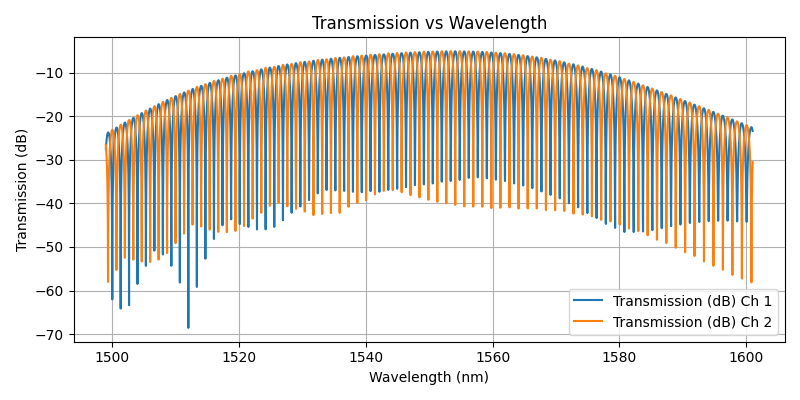 Transmission vs Wavelength
Transmission (dB)
−10
−20
−30
−40
−50
−60
−70
1500
1520
1540
1560
1580
1600
Wavelength (nm)
Transmission (dB) Ch 1
Transmission (dB) Ch 2